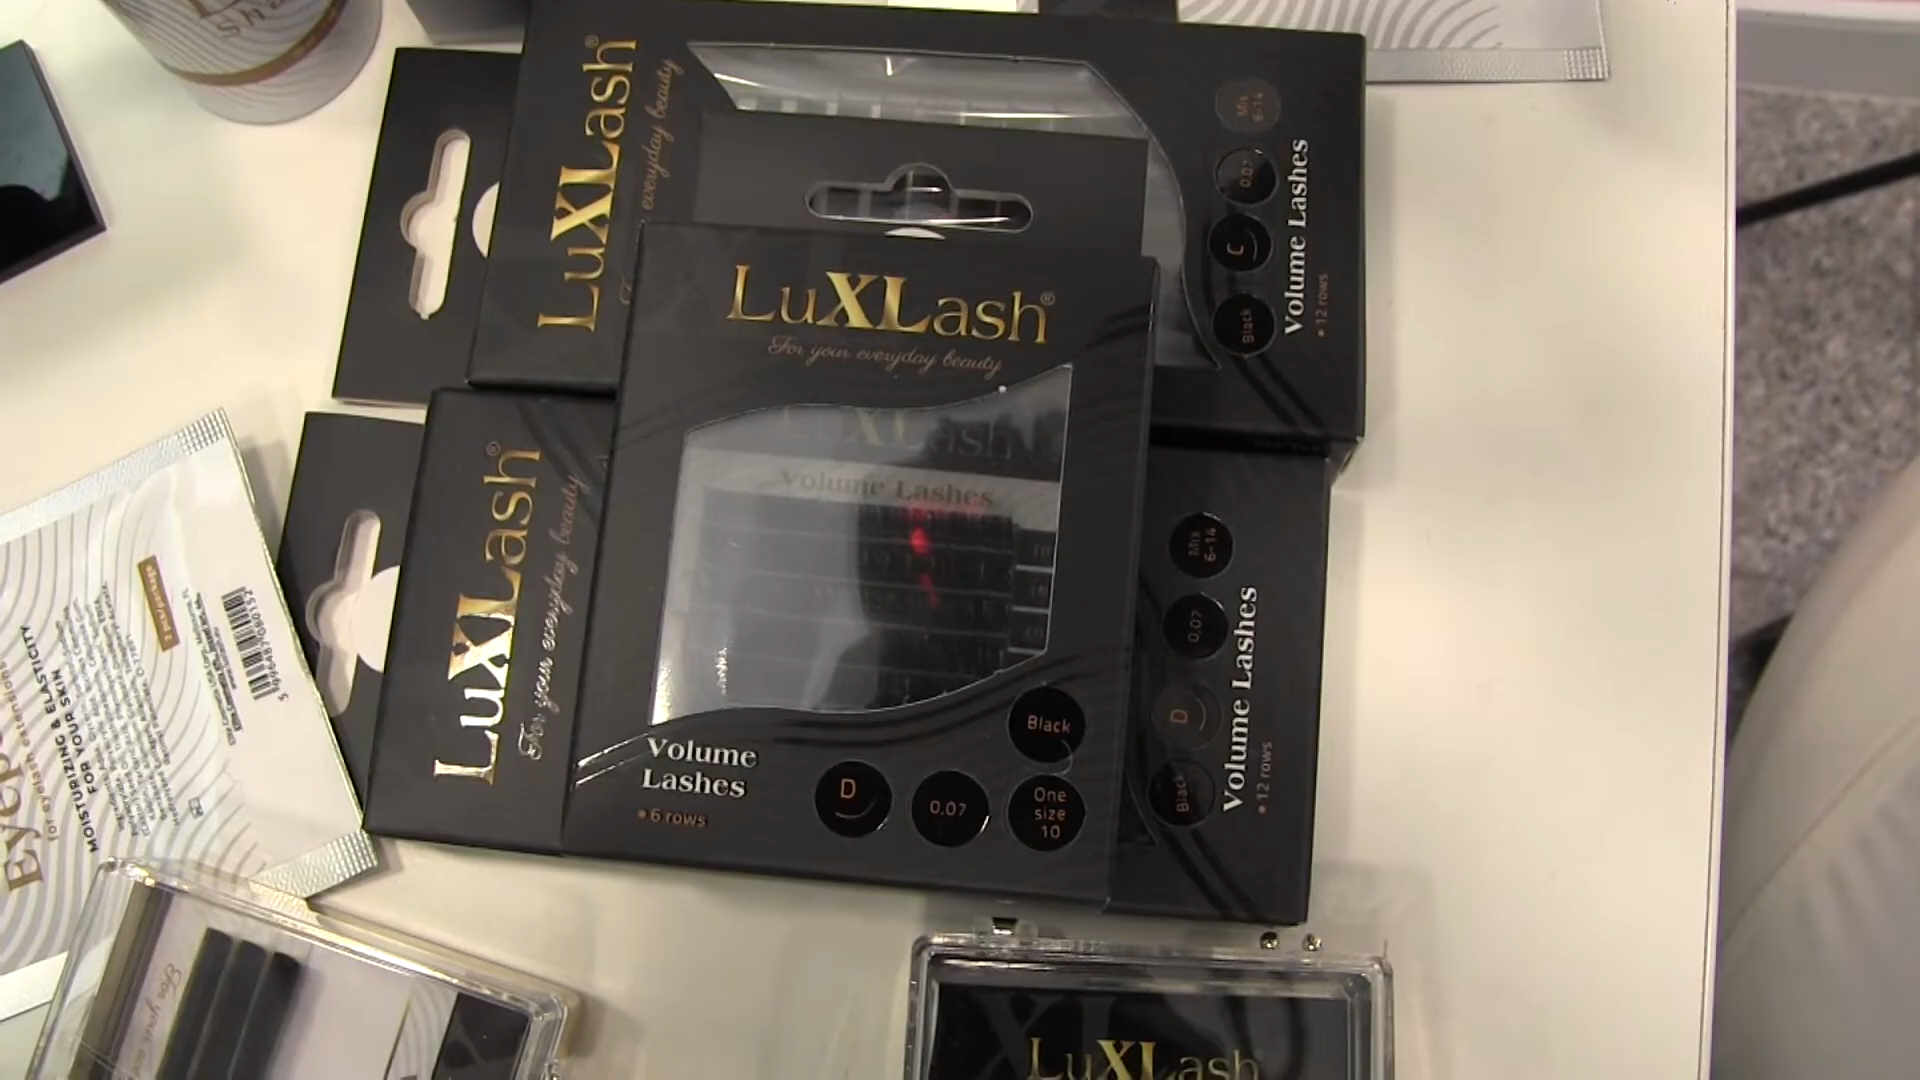 Sha
LuXLash®
For your everyday beauty
Volume Lashes
Volume
Lashes
• 6 rows
D
0,07
Black
One
size
10
LuXLash®
everyday beauty
Mix
6-14
0,07
C
Black
Volume Lashes
• 12 rows
LuXLash®
For your everyday beauty
Mix
6-14
0,07
D
Black
Volume Lashes
• 12 rows
for eyelash extensions
MOISTURIZING & ELASTICITY
FOR YOUR SKIN
LuXLash